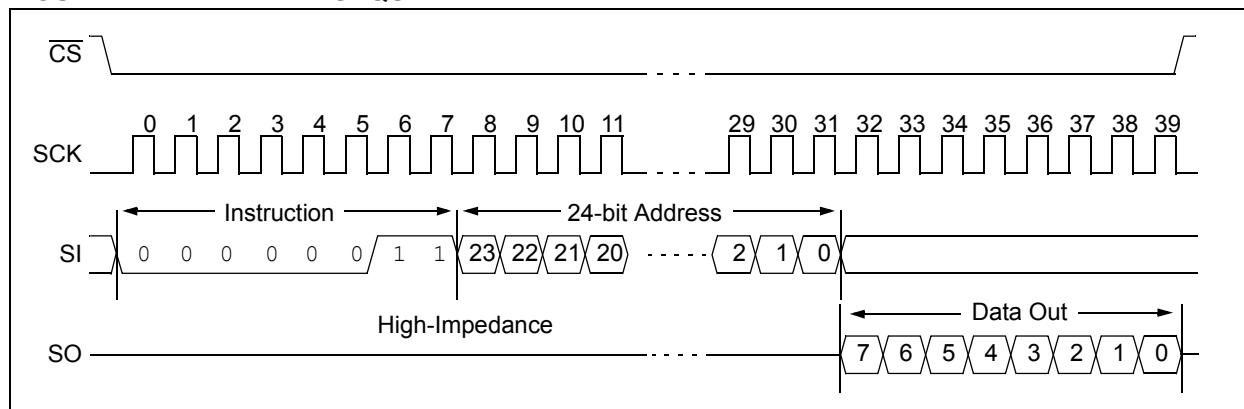 CS
0 1 2 3 4 5 6 7 8 9 10 11 29 30 31 32 33 34 35 36 37 38 39
SCK
Instruction 24-bit Address
SI 0 0 0 0 0 0 1 1 23 22 21 20 2 1 0
Data Out
High-Impedance
SO 7 6 5 4 3 2 1 0